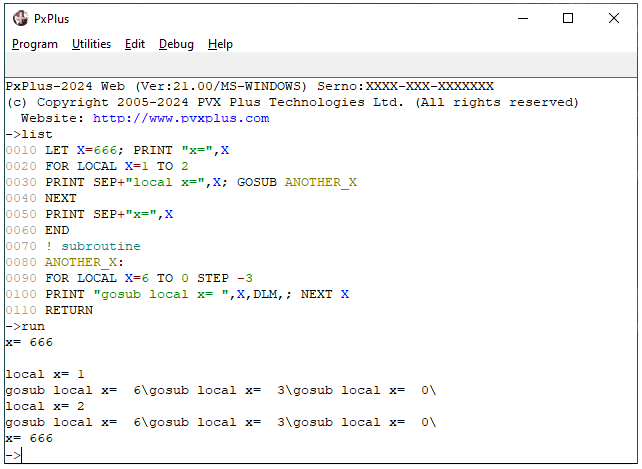 PxPlus
Program Utilities Edit Debug Help
PxPlus-2024 Web (Ver:21.00/MS-WINDOWS) Serno:XXXX-XXX-XXXXXXX
(c) Copyright 2005-2024 PVX Plus Technologies Ltd. (All rights reserved)
  Website: http://www.pvxplus.com
->list
0010 LET X=666; PRINT "x=",X
0020 FOR LOCAL X=1 TO 2
0030 PRINT SEP+"local x=",X; GOSUB ANOTHER_X
0040 NEXT
0050 PRINT SEP+"x=",X
0060 END
0070 ! subroutine
0080 ANOTHER_X:
0090 FOR LOCAL X=6 TO 0 STEP -3
0100 PRINT "gosub local x= ",X,DLM,; NEXT X
0110 RETURN
->run
x= 666
local x= 1
gosub local x=  6\gosub local x=  3\gosub local x=  0\
local x= 2
gosub local x=  6\gosub local x=  3\gosub local x=  0\
x= 666
->